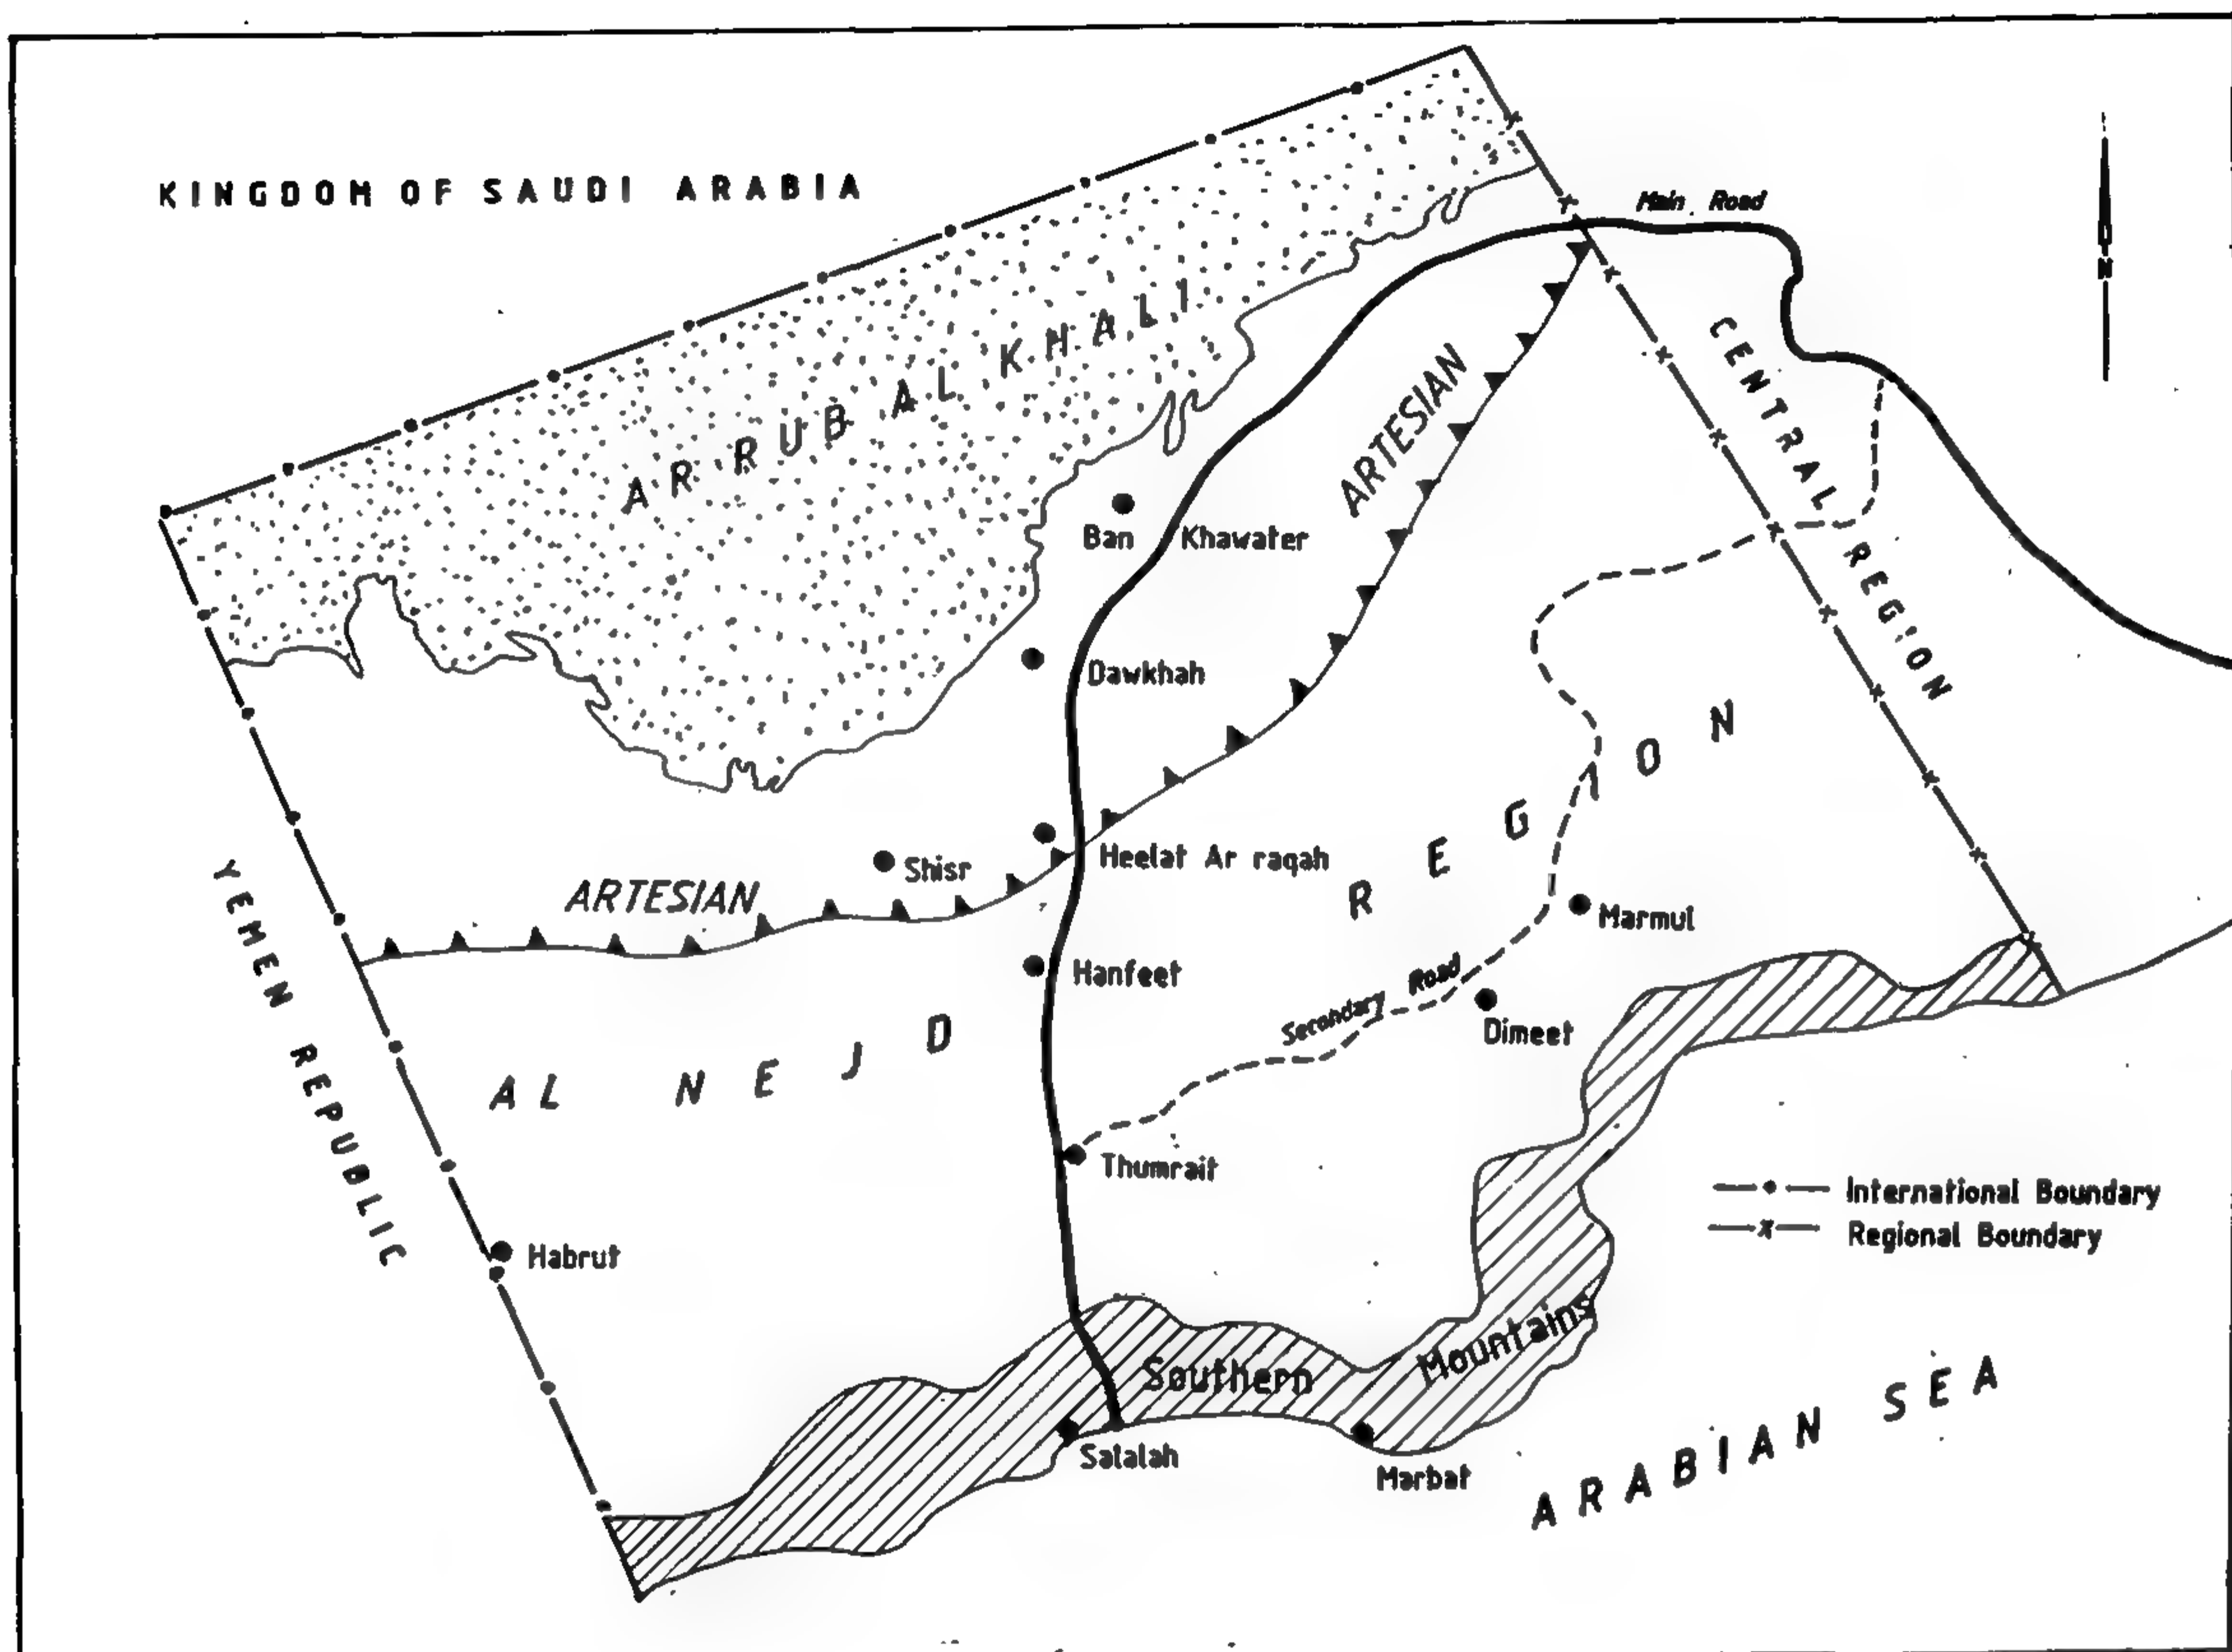 KINGDOM OF SAUDI ARABIA
Main Road
N
AR RUB AL KHALI
ARTESIAN
CENTRAL REGION
Ban Khawater
Dawkhah
Heelat Ar raqah
Shisr
ARTESIAN
YEMEN REPUBLIC
Marmul
Hanfeet
Secondary Road
Dimeet
AL NEJD REGION
Thumrait
International Boundary
Regional Boundary
Habrut
Southern Mountains
Salalah
Marbat
ARABIAN SEA